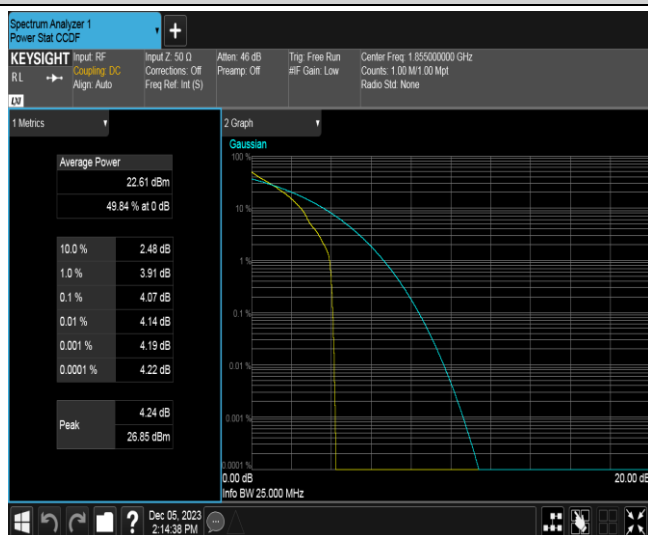 Spectrum Analyzer 1
Power Stat CCDF
KEYSIGHT
RL
LXI
Input: RF
Coupling: DC
Align: Auto
Input Z: 50 Ω
Corrections: Off
Freq Ref: Int (S)
Atten: 46 dB
Preamp: Off
Trig: Free Run
#IF Gain: Low
Center Freq: 1.855000000 GHz
Counts: 1.00 M/1.00 Mpt
Radio Std: None
1 Metrics
Average Power
22.61 dBm
49.84 % at 0 dB
10.0 % 2.48 dB
1.0 % 3.91 dB
0.1 % 4.07 dB
0.01 % 4.14 dB
0.001 % 4.19 dB
0.0001 % 4.22 dB
Peak
4.24 dB
26.85 dBm
2 Graph
Gaussian
100 %
10 %
1 %
0.1 %
0.01 %
0.001 %
0.0001 %
0.00 dB
20.00 dB
Info BW 25.000 MHz
?
Dec 05, 2023
2:14:38 PM